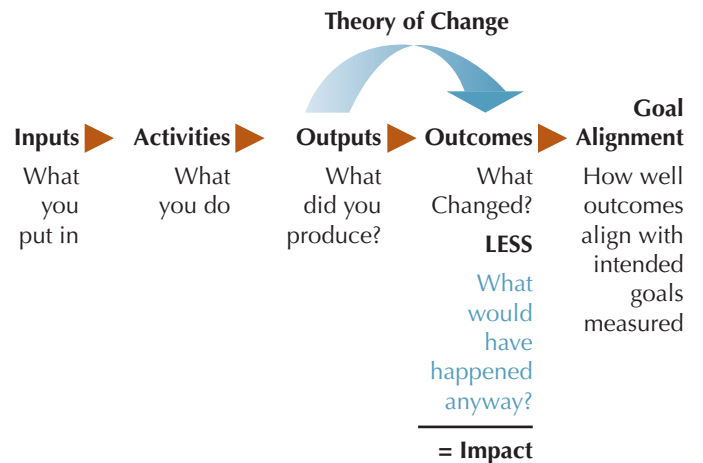 Theory of Change
Inputs
What
you
put in
Activities
What
you do
Outputs
What
did you
produce?
Outcomes
What
Changed?
LESS
What
would
have
happened
anyway?
= Impact
Goal
Alignment
How well
outcomes
align with
intended
goals
measured